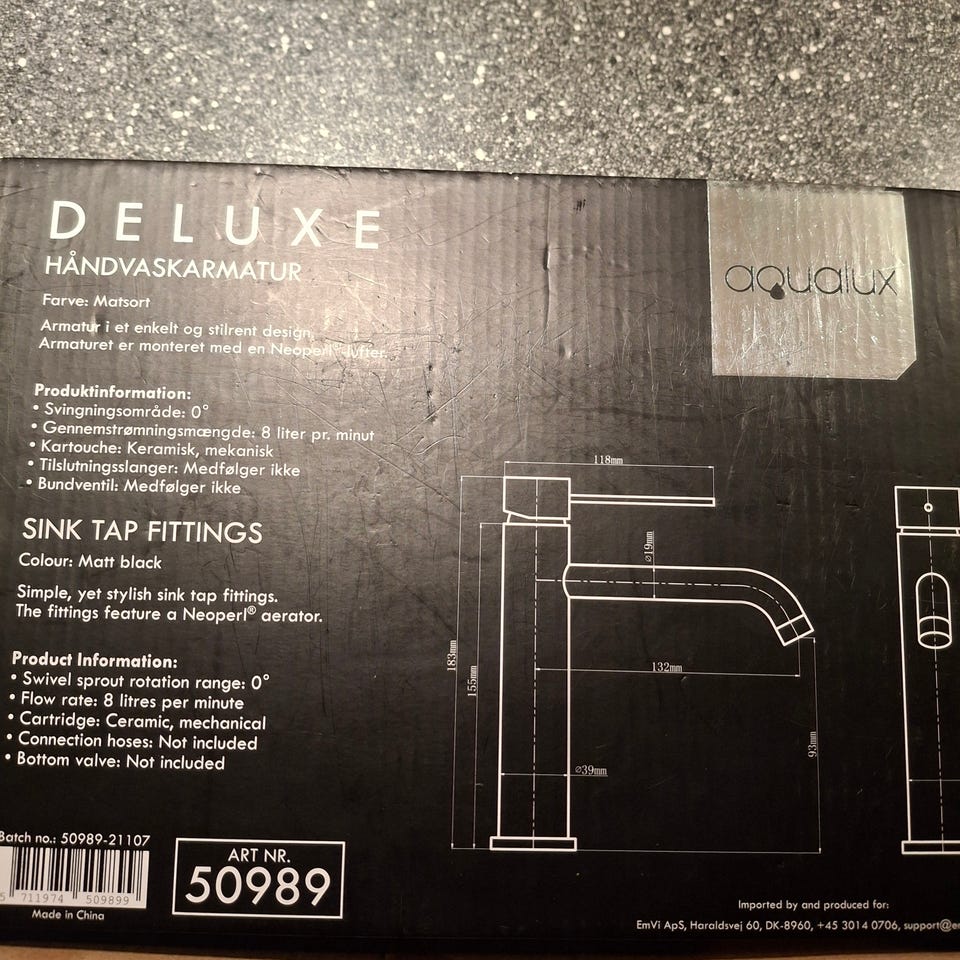 DELUXE
HÅNDVASKARMATUR
Farve: Matsort
Armatur i et enkelt og stilrent design.
Armaturet er monteret med en Neoperl® lufter.
Produktinformation:
• Svingningsområde: 0°
• Gennemstrømningsmængde: 8 liter pr. minut
• Kartouche: Keramisk, mekanisk
• Tilslutningsslanger: Medfølger ikke
• Bundventil: Medfølger ikke
SINK TAP FITTINGS
Colour: Matt black
Simple, yet stylish sink tap fittings.
The fittings feature a Neoperl® aerator.
Product Information:
• Swivel sprout rotation range: 0°
• Flow rate: 8 litres per minute
• Cartridge: Ceramic, mechanical
• Connection hoses: Not included
• Bottom valve: Not included
Batch no.: 50989-21107
5 711974 509899
Made in China
ART NR.
50989
aqualux
118mm
⌀19mm
183mm
155mm
132mm
93mm
⌀39mm
Imported by and produced for:
EmVi ApS, Haraldsvej 60, DK-8960, +45 3014 0706, support@em